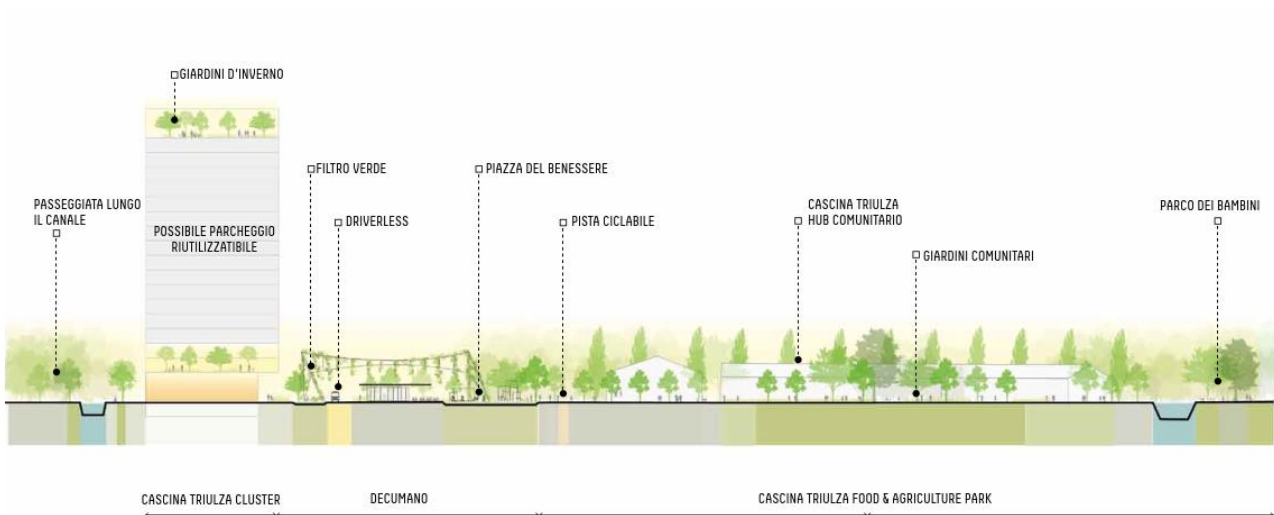 GIARDINI D'INVERNO
FILTRO VERDE
PIAZZA DEL BENESSERE
PASSEGGIATA LUNGO
IL CANALE
POSSIBILE PARCHEGGIO
RIUTILIZZATIBILE
DRIVERLESS
PISTA CICLABILE
CASCINA TRIULZA
HUB COMUNITARIO
GIARDINI COMUNITARI
PARCO DEI BAMBINI
CASCINA TRIULZA CLUSTER
DECUMANO
CASCINA TRIULZA FOOD & AGRICULTURE PARK